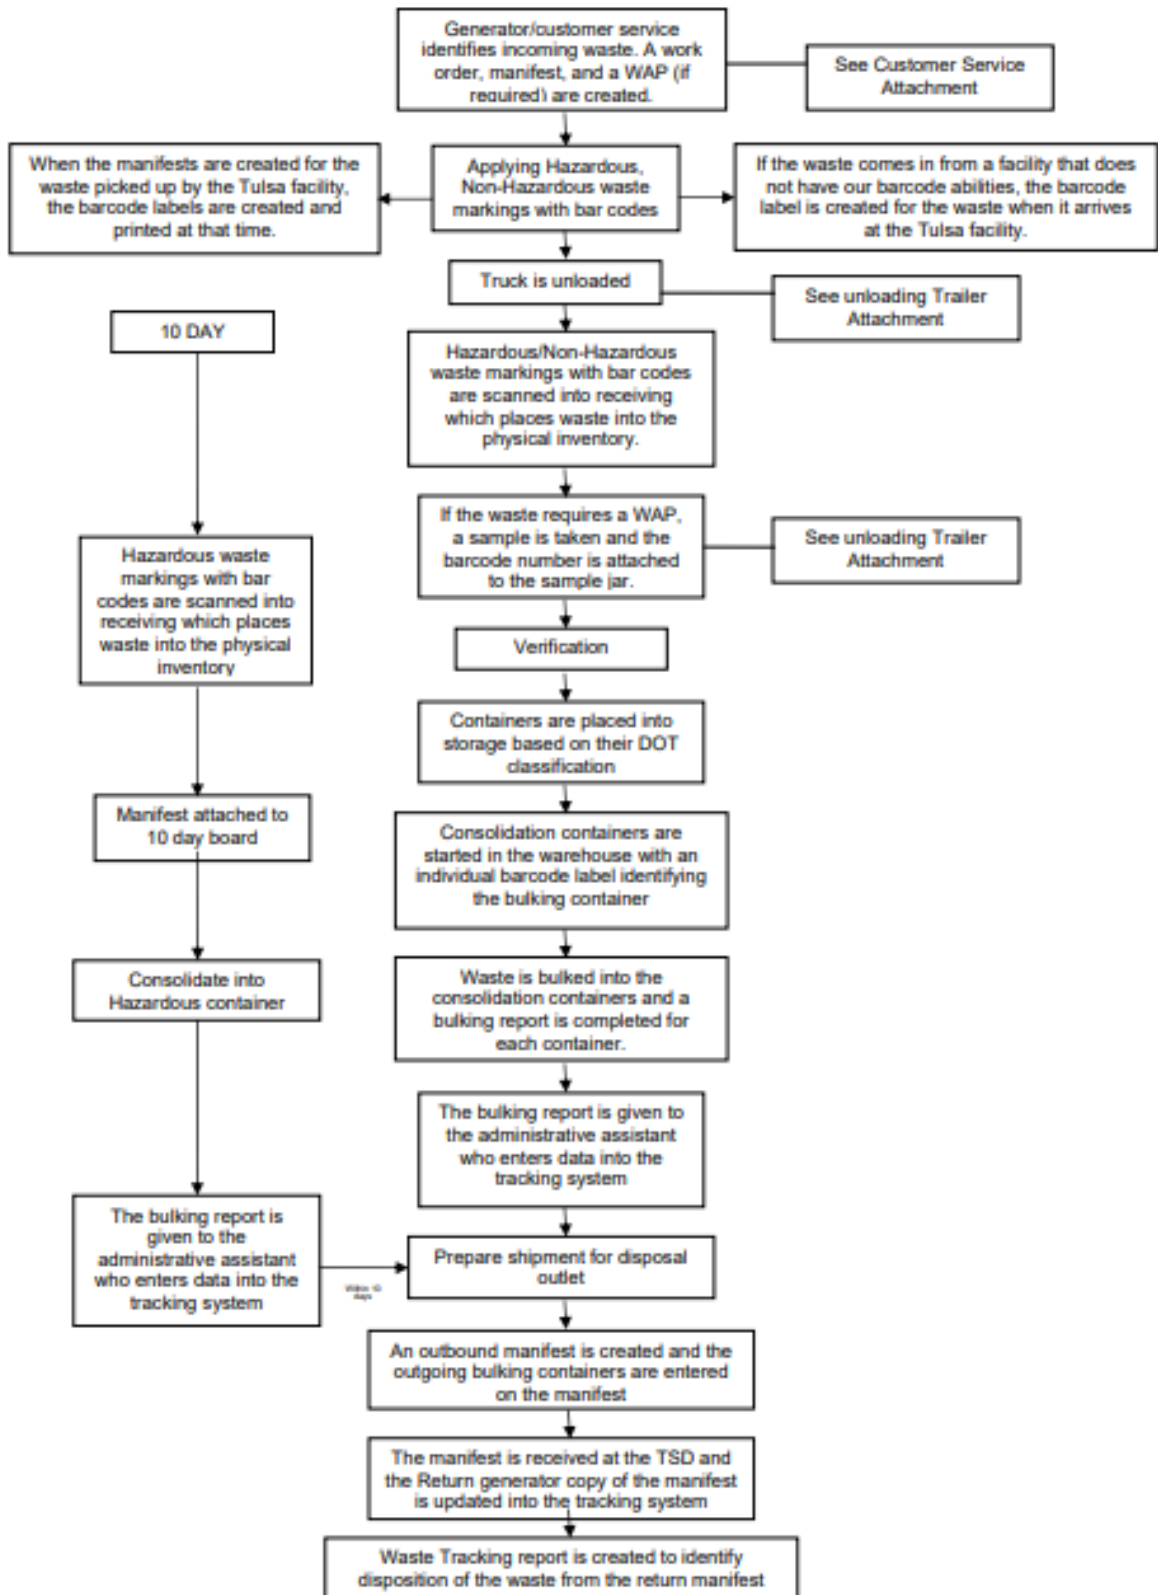 Generator/customer service
identifies incoming waste. A work
order, manifest, and a WAP (if
required) are created.
See Customer Service
Attachment
When the manifests are created for the
waste picked up by the Tulsa facility,
the barcode labels are created and
printed at that time.
Applying Hazardous,
Non-Hazardous waste
markings with bar codes
If the waste comes in from a facility that does
not have our barcode abilities, the barcode
label is created for the waste when it arrives
at the Tulsa facility.
Truck is unloaded
See unloading Trailer
Attachment
10 DAY
Hazardous/Non-Hazardous
waste markings with bar codes
are scanned into receiving
which places waste into the
physical inventory.
If the waste requires a WAP,
a sample is taken and the
barcode number is attached
to the sample jar.
See unloading Trailer
Attachment
Hazardous waste
markings with bar
codes are scanned into
receiving which places
waste into the physical
inventory
Verification
Containers are placed into
storage based on their DOT
classification
Manifest attached to
10 day board
Consolidation containers are
started in the warehouse with an
individual barcode label identifying
the bulking container
Consolidate into
Hazardous container
Waste is bulked into the
consolidation containers and a
bulking report is completed for
each container.
The bulking report is given to
the administrative assistant
who enters data into the
tracking system
The bulking report is
given to the
administrative assistant
who enters data into the
tracking system
Within 10
days
Prepare shipment for disposal
outlet
An outbound manifest is created and the
outgoing bulking containers are entered
on the manifest
The manifest is received at the TSD and
the Return generator copy of the manifest
is updated into the tracking system
Waste Tracking report is created to identify
disposition of the waste from the return manifest